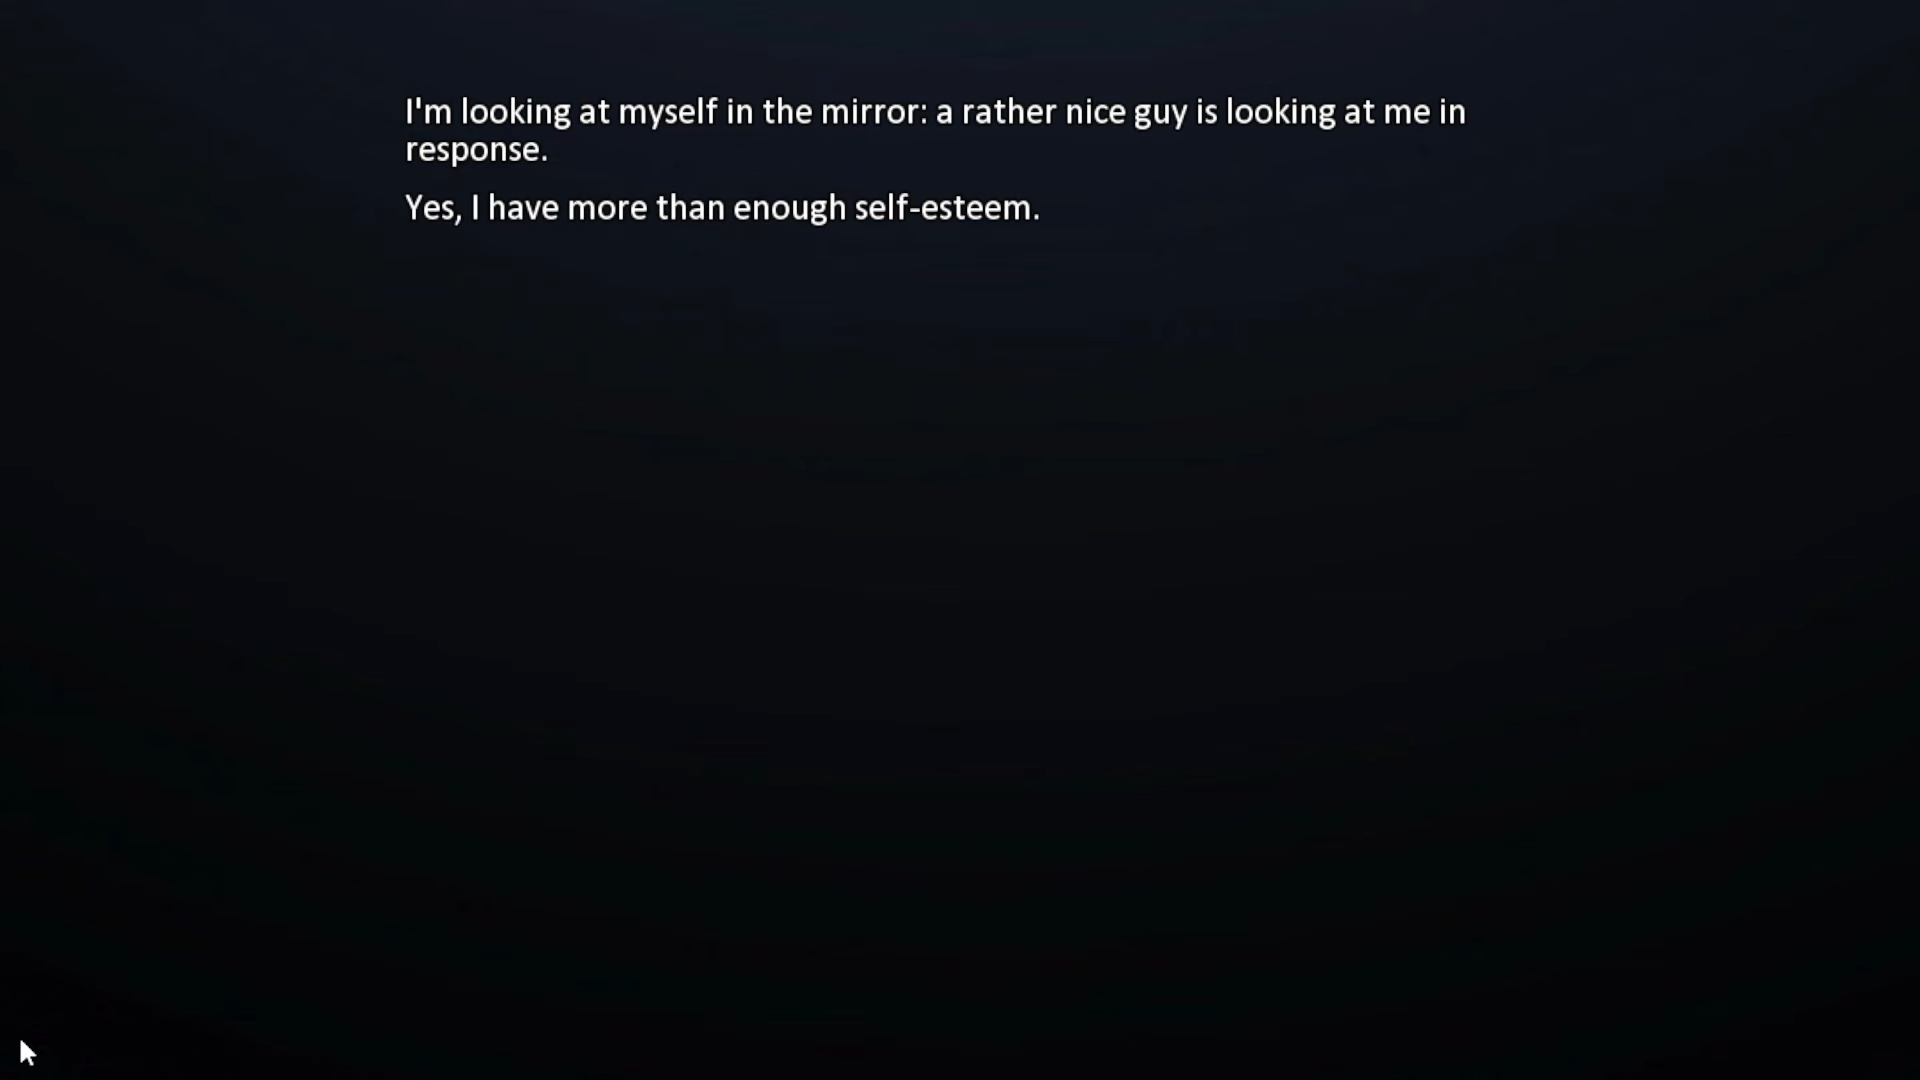 I'm looking at myself in the mirror: a rather nice guy is looking at me in
response.
Yes, I have more than enough self-esteem.